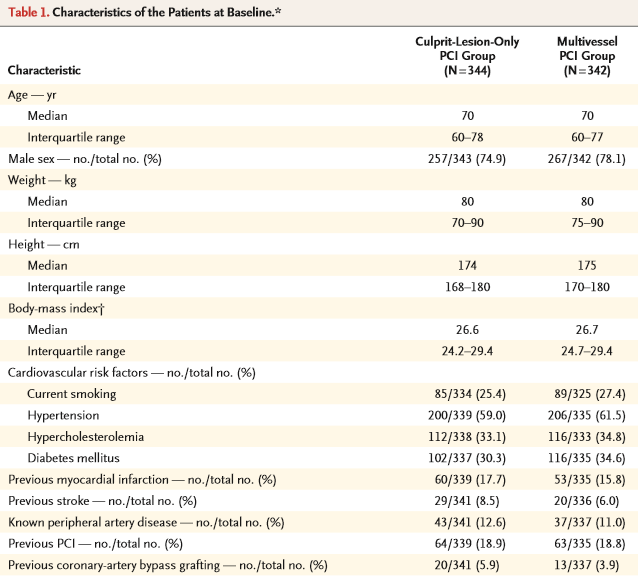 Table 1. Characteristics of the Patients at Baseline.*
Characteristic Culprit-Lesion-Only PCI Group (N=344) Multivessel PCI Group (N=342)
Age — yr
Median 70 70
Interquartile range 60–78 60–77
Male sex — no./total no. (%) 257/343 (74.9) 267/342 (78.1)
Weight — kg
Median 80 80
Interquartile range 70–90 75–90
Height — cm
Median 174 175
Interquartile range 168–180 170–180
Body-mass index†
Median 26.6 26.7
Interquartile range 24.2–29.4 24.7–29.4
Cardiovascular risk factors — no./total no. (%)
Current smoking 85/334 (25.4) 89/325 (27.4)
Hypertension 200/339 (59.0) 206/335 (61.5)
Hypercholesterolemia 112/338 (33.1) 116/333 (34.8)
Diabetes mellitus 102/337 (30.3) 116/335 (34.6)
Previous myocardial infarction — no./total no. (%) 60/339 (17.7) 53/335 (15.8)
Previous stroke — no./total no. (%) 29/341 (8.5) 20/336 (6.0)
Known peripheral artery disease — no./total no. (%) 43/341 (12.6) 37/337 (11.0)
Previous PCI — no./total no. (%) 64/339 (18.9) 63/335 (18.8)
Previous coronary-artery bypass grafting — no./total no. (%) 20/341 (5.9) 13/337 (3.9)